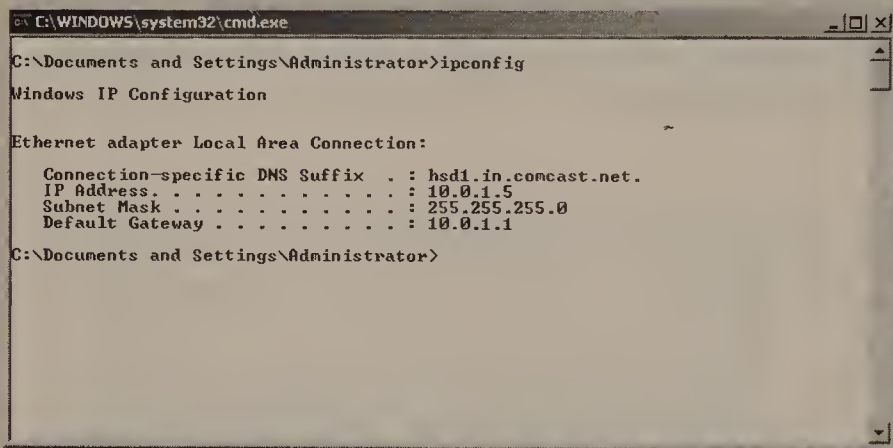 C:\WINDOWS\system32\cmd.exe
C:\Documents and Settings\Administrator>ipconfig
Windows IP Configuration
Ethernet adapter Local Area Connection:
Connection-specific DNS Suffix . : hsd1.in.comcast.net.
IP Address. . . . . . . . . . . . : 10.0.1.5
Subnet Mask . . . . . . . . . . . : 255.255.255.0
Default Gateway . . . . . . . . . : 10.0.1.1
C:\Documents and Settings\Administrator>